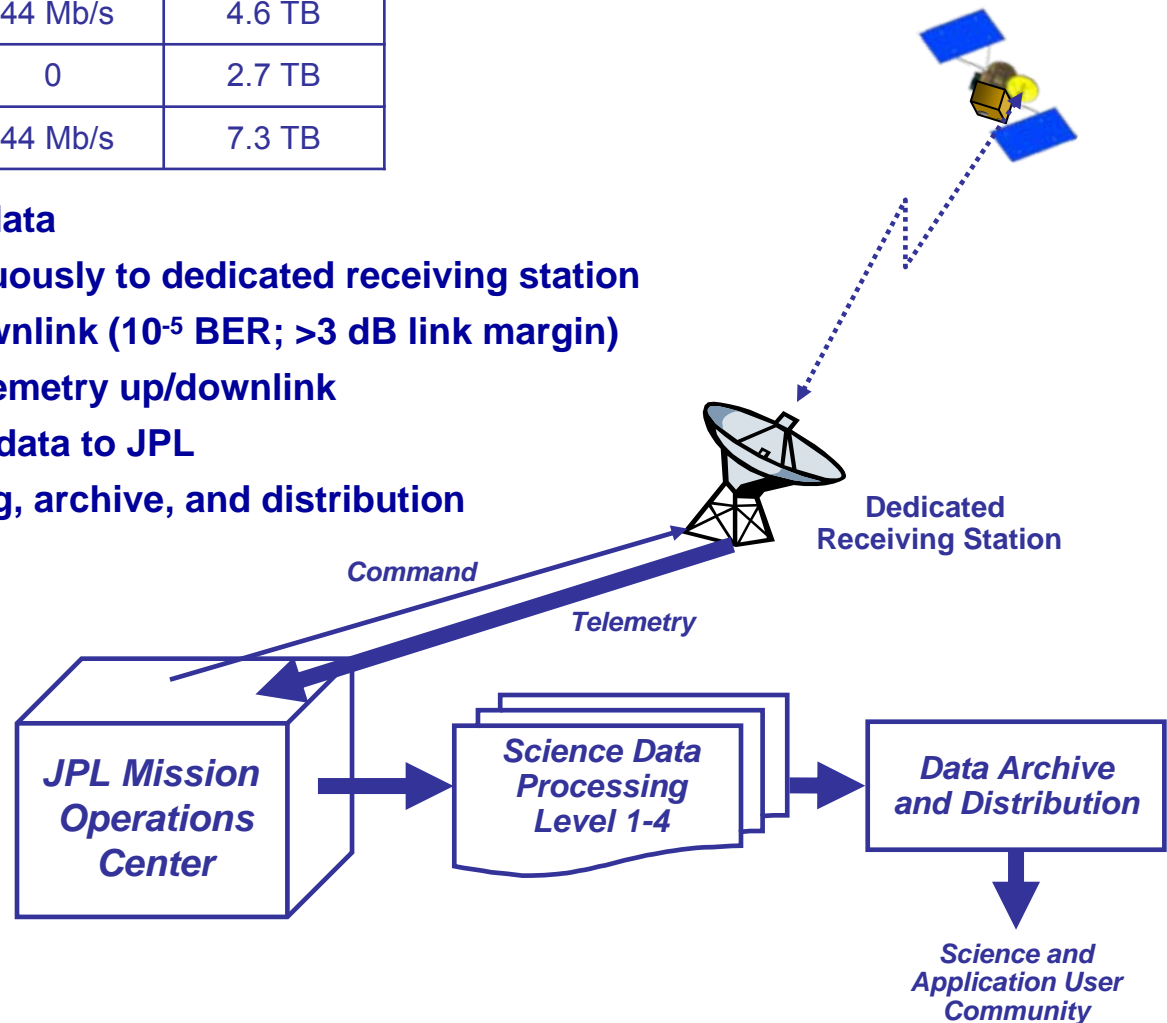 44 Mb/s 4.6 TB
0 2.7 TB
44 Mb/s 7.3 TB
data
uously to dedicated receiving station
wnlink (10-5 BER; >3 dB link margin)
emetry up/downlink
data to JPL
g, archive, and distribution
Dedicated
Receiving Station
Command
Telemetry
JPL Mission
Operations
Center
Science Data
Processing
Level 1-4
Data Archive
and Distribution
Science and
Application User
Community